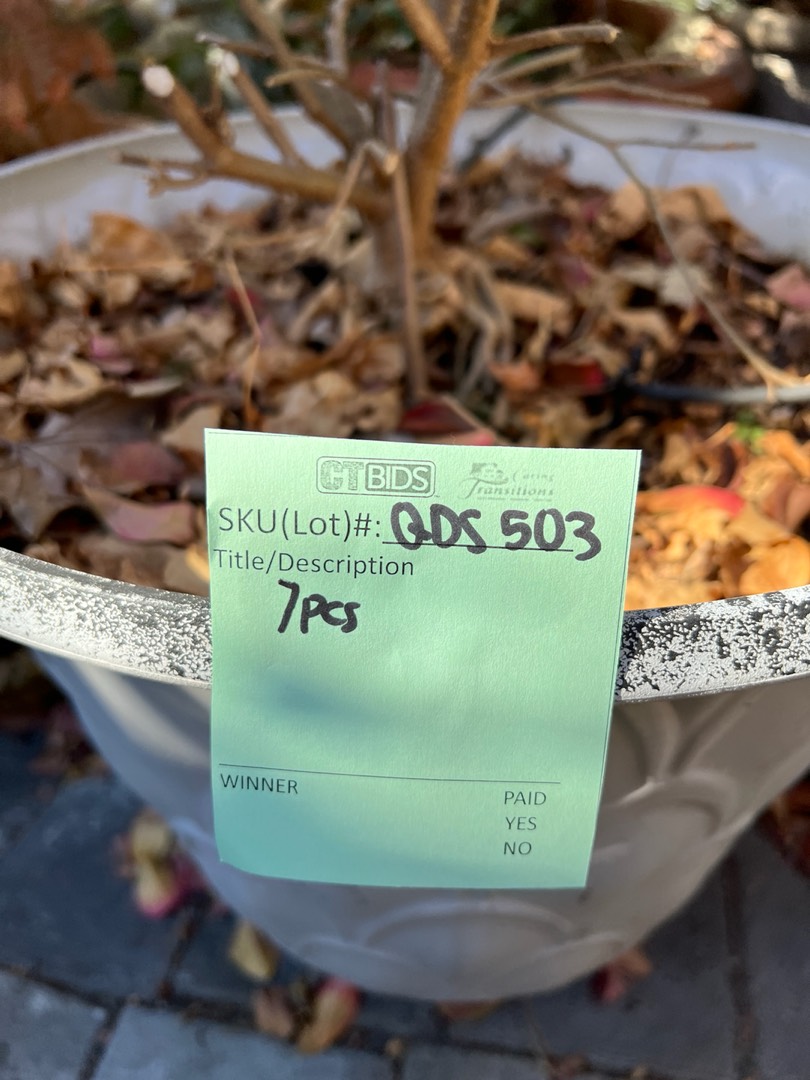 CTBIDS
Caring
Transitions
SKU(Lot)#: QDS 503
Title/Description
7pcs
WINNER
PAID
YES
NO